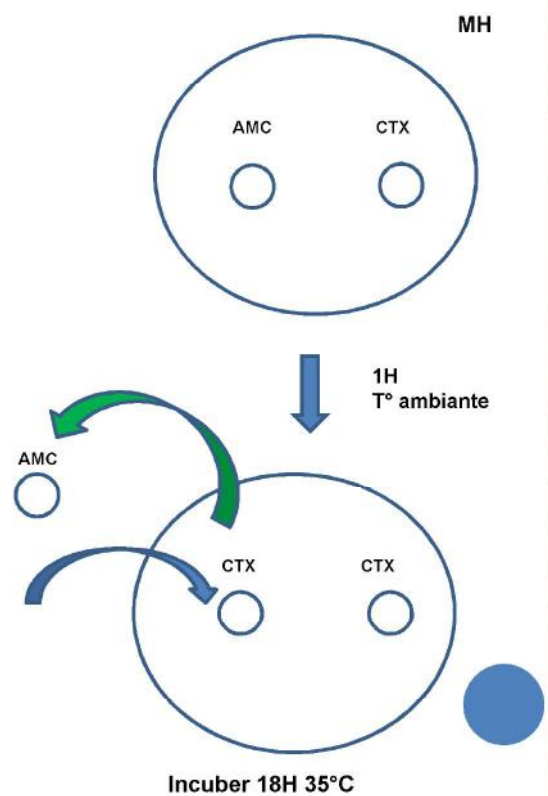 MH
AMC CTX
1H
T° ambiante
AMC
CTX CTX
Incuber 18H 35°C